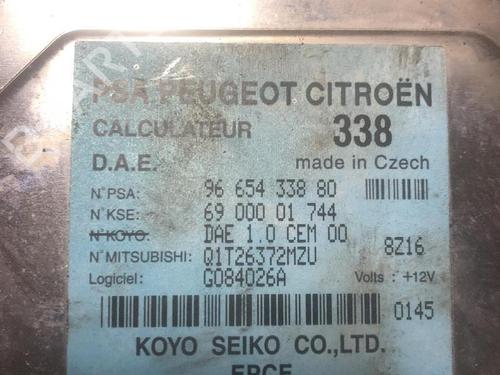 PSA PEUGEOT CITROËN
CALCULATEUR 338
D.A.E. made in Czech
N°PSA: 96 654 338 80
N°KSE: 69 000 01 744
N°KOYO: DAE 1.0 CEM 00 8Z16
N°MITSUBISHI: Q1T26372MZU
Logiciel: G084026A Volts : +12V
0145
KOYO SEIKO CO.,LTD.
EPCE